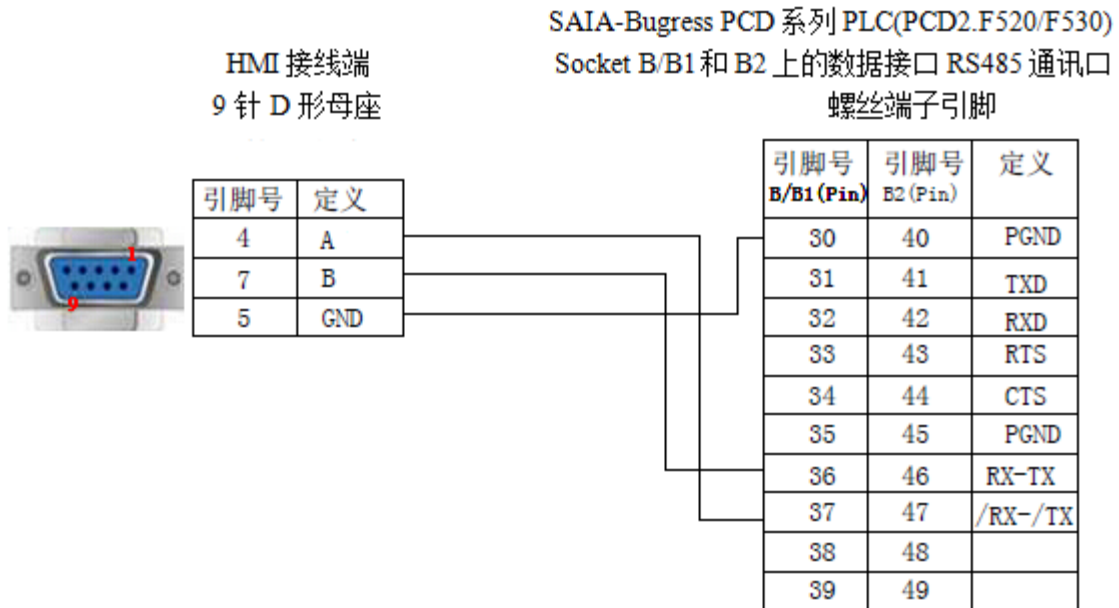 SAIA-Bugress PCD 系列 PLC(PCD2.F520/F530)
Socket B/B1和 B2 上的数据接口 RS485 通讯口
螺丝端子引脚
HMI 接线端
9 针 D 形母座
1
9
引脚号 定义
4 A
7 B
5 GND
引脚号 引脚号 定义
B/B1(Pin) B2(Pin)
30 40 PGND
31 41 TXD
32 42 RXD
33 43 RTS
34 44 CTS
35 45 PGND
36 46 RX-TX
37 47 /RX-/TX
38 48
39 49